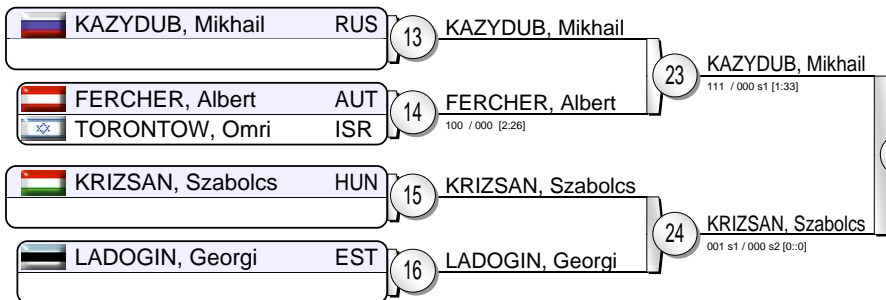 KAZYDUB, Mikhail RUS
13
KAZYDUB, Mikhail
FERCHER, Albert AUT
TORONTOW, Omri ISR
14
FERCHER, Albert
100 / 000 [2:26]
23
KAZYDUB, Mikhail
111 / 000 s1 [1:33]
KRIZSAN, Szabolcs HUN
15
KRIZSAN, Szabolcs
LADOGIN, Georgi EST
16
LADOGIN, Georgi
24
KRIZSAN, Szabolcs
001 s1 / 000 s2 [0::0]